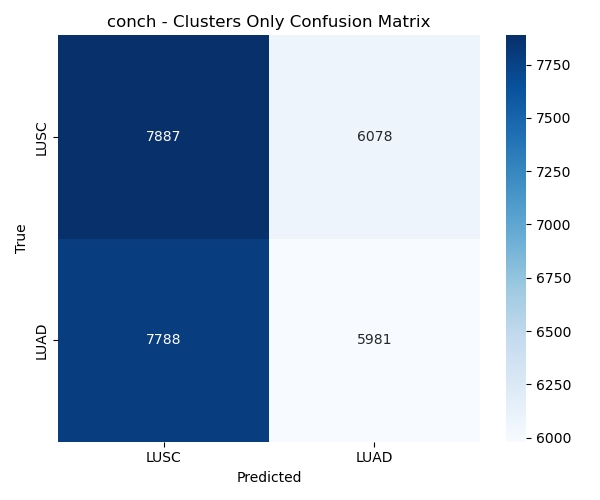 conch - Clusters Only Confusion Matrix
LUSC
7887
6078
LUAD
7788
5981
True
LUSC
LUAD
Predicted
7750
7500
7250
7000
6750
6500
6250
6000